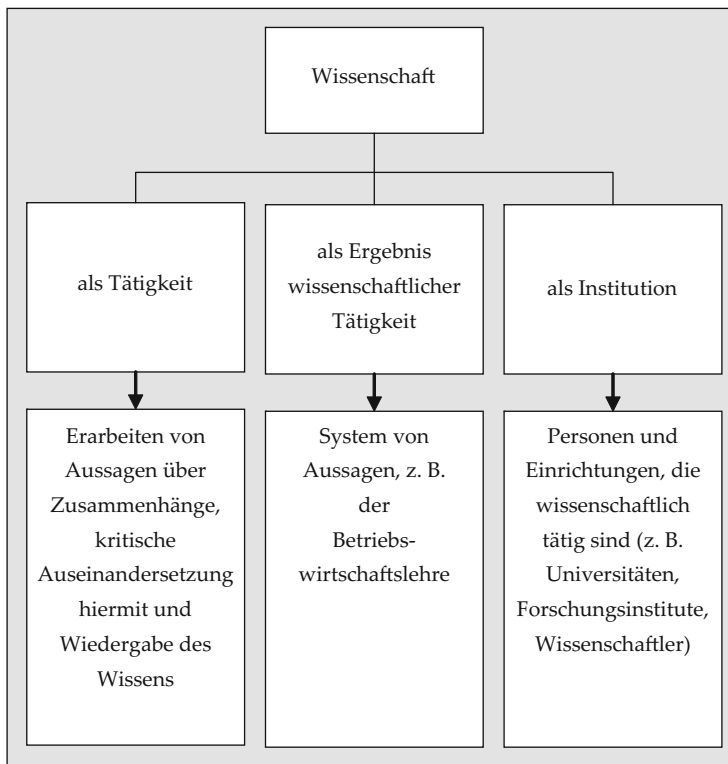 Wissenschaft
als Tätigkeit
als Ergebnis
wissenschaftlicher
Tätigkeit
als Institution
Erarbeiten von
Aussagen über
Zusammenhänge,
kritische
Auseinandersetzung
hiermit und
Wiedergabe des
Wissens
System von
Aussagen, z. B.
der
Betriebs-
wirtschaftslehre
Personen und
Einrichtungen, die
wissenschaftlich
tätig sind (z. B.
Universitäten,
Forschungsinstitute,
Wissenschaftler)